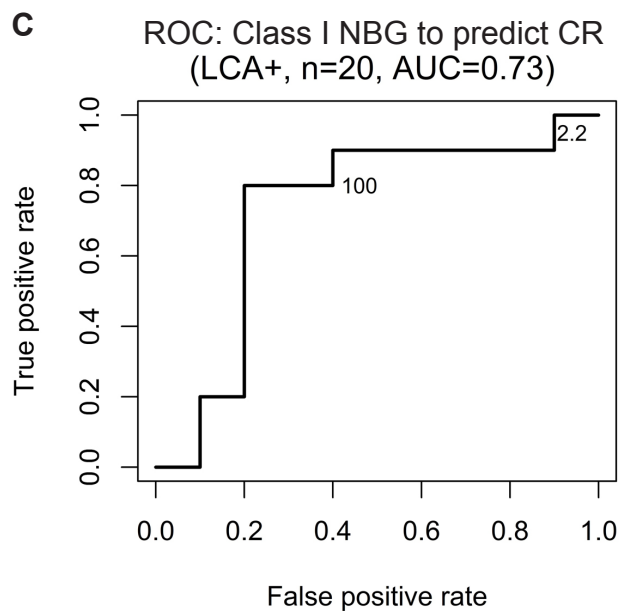 C
ROC: Class I NBG to predict CR
(LCA+, n=20, AUC=0.73)
True positive rate
1.0
0.8
0.6
0.4
0.2
0.0
2.2
100
0.0 0.2 0.4 0.6 0.8 1.0
False positive rate